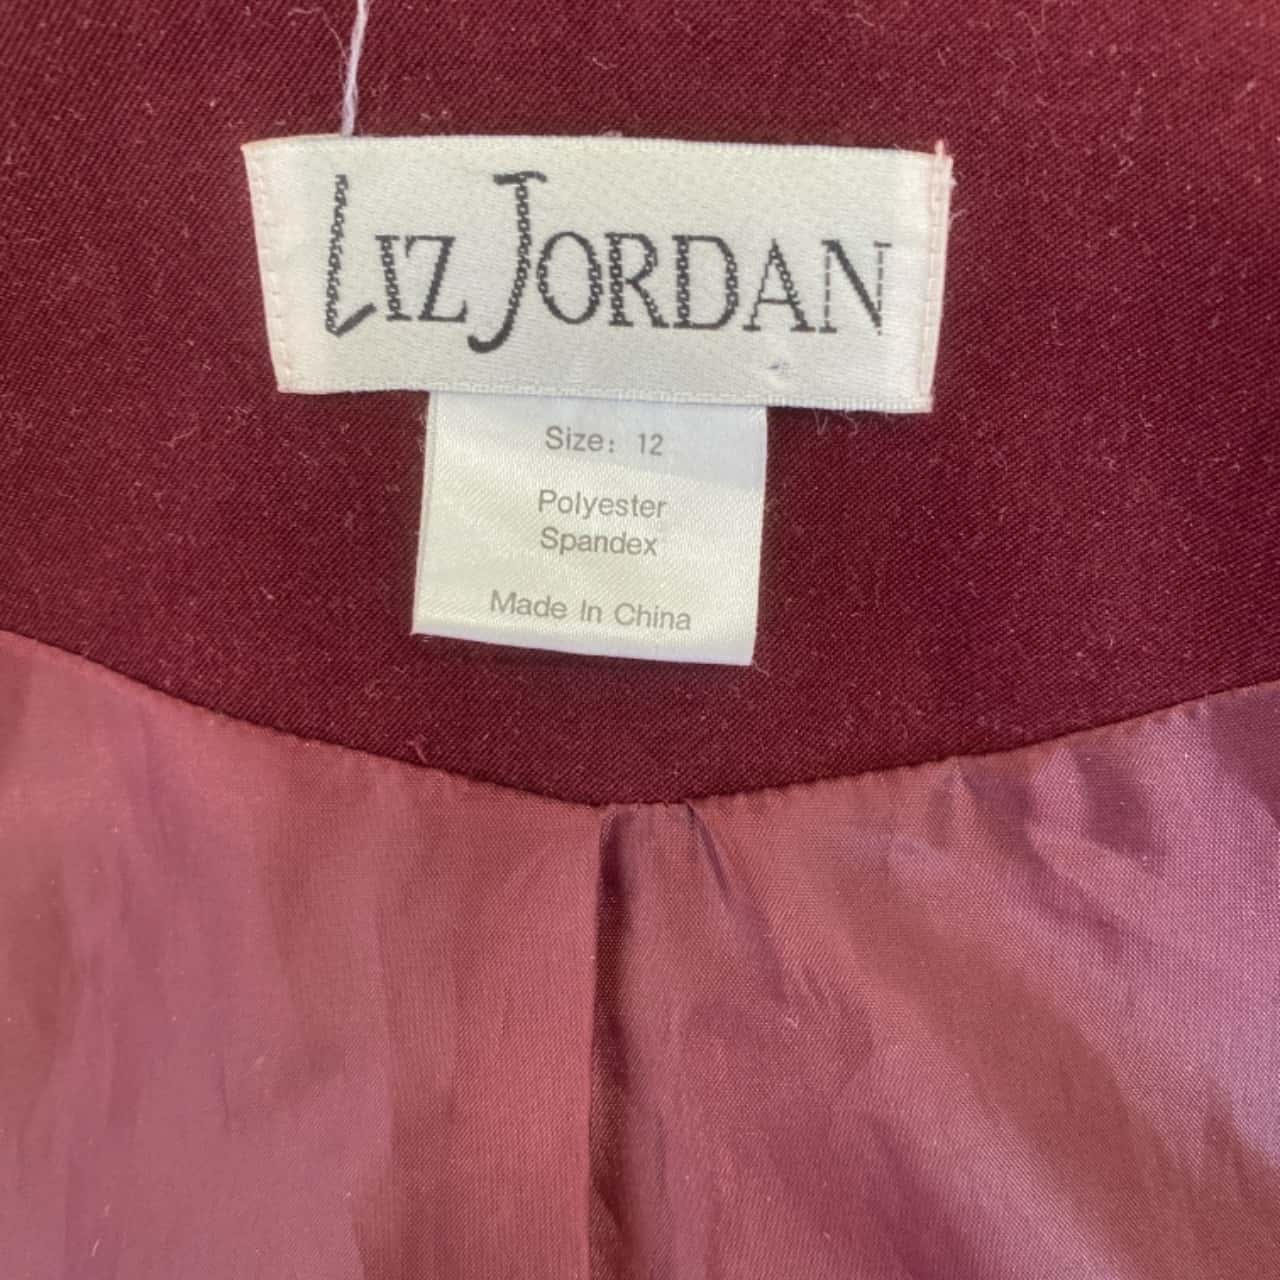 LIZ JORDAN
Size: 12
Polyester
Spandex
Made In China